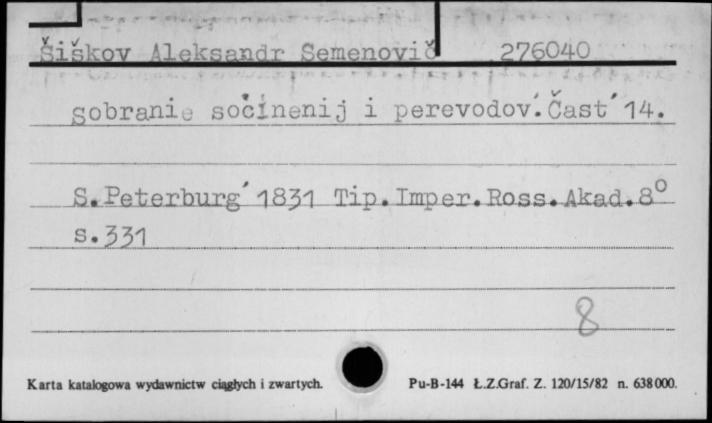 Šiškov Aleksandr Semenovič 276040
sobranie sočinenij i perevodov. Čast' 14.
S.Peterburg' 1831 Tip.Imper.Ross.Akad.8°
s.331
8
Karta katalogowa wydawnictw ciągłych i zwartych. Pu-B-144 Ł.Z.Graf. Z. 120/15/82 n. 638000.